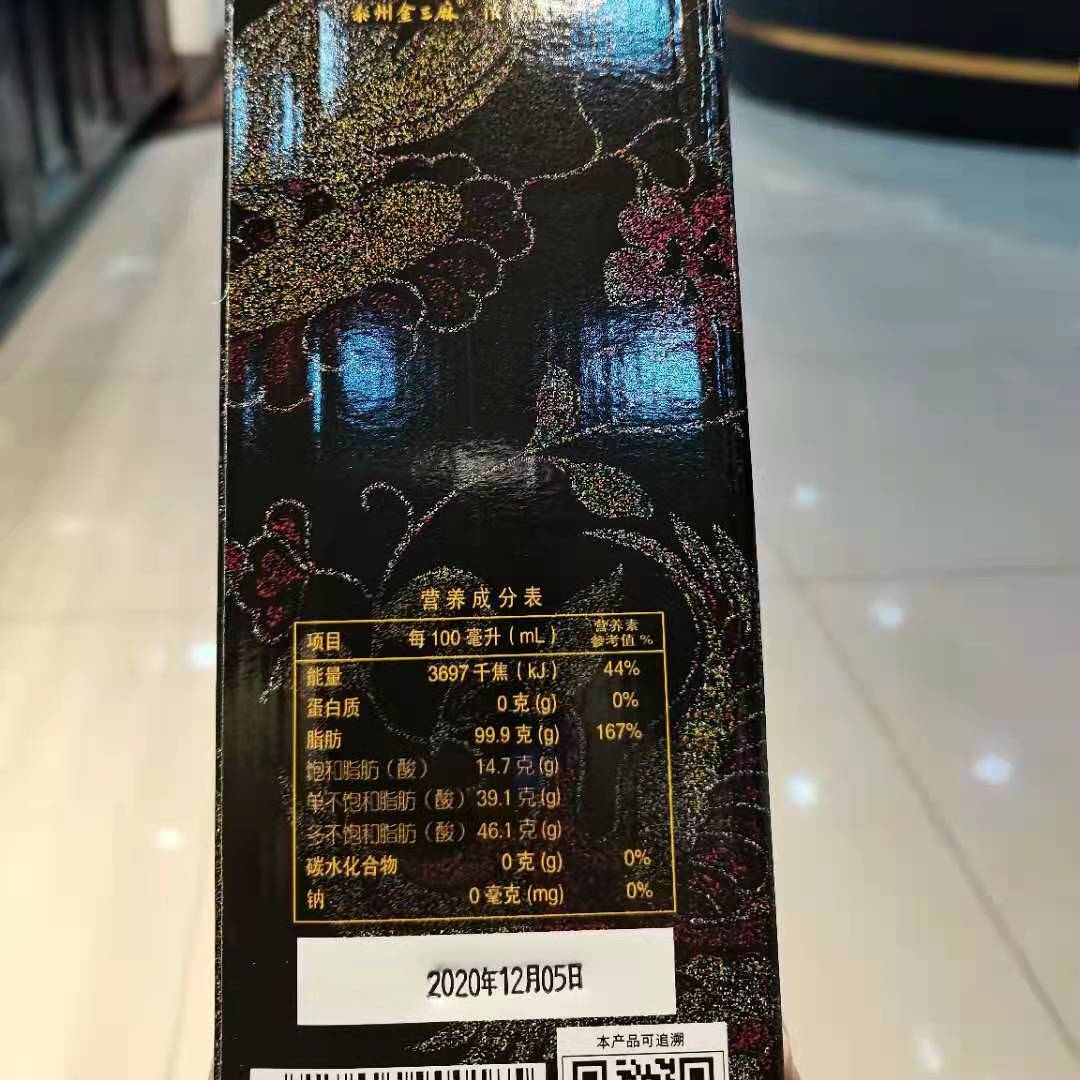 泰州金三麻
营养成分表
项目 每100毫升(mL) 营养素参考值%
能量 3697千焦(kJ) 44%
蛋白质 0克(g) 0%
脂肪 99.9克(g) 167%
饱和脂肪(酸) 14.7克(g)
单不饱和脂肪(酸) 39.1克(g)
多不饱和脂肪(酸) 46.1克(g)
碳水化合物 0克(g) 0%
钠 0毫克(mg) 0%
2020年12月05日
本产品可追溯